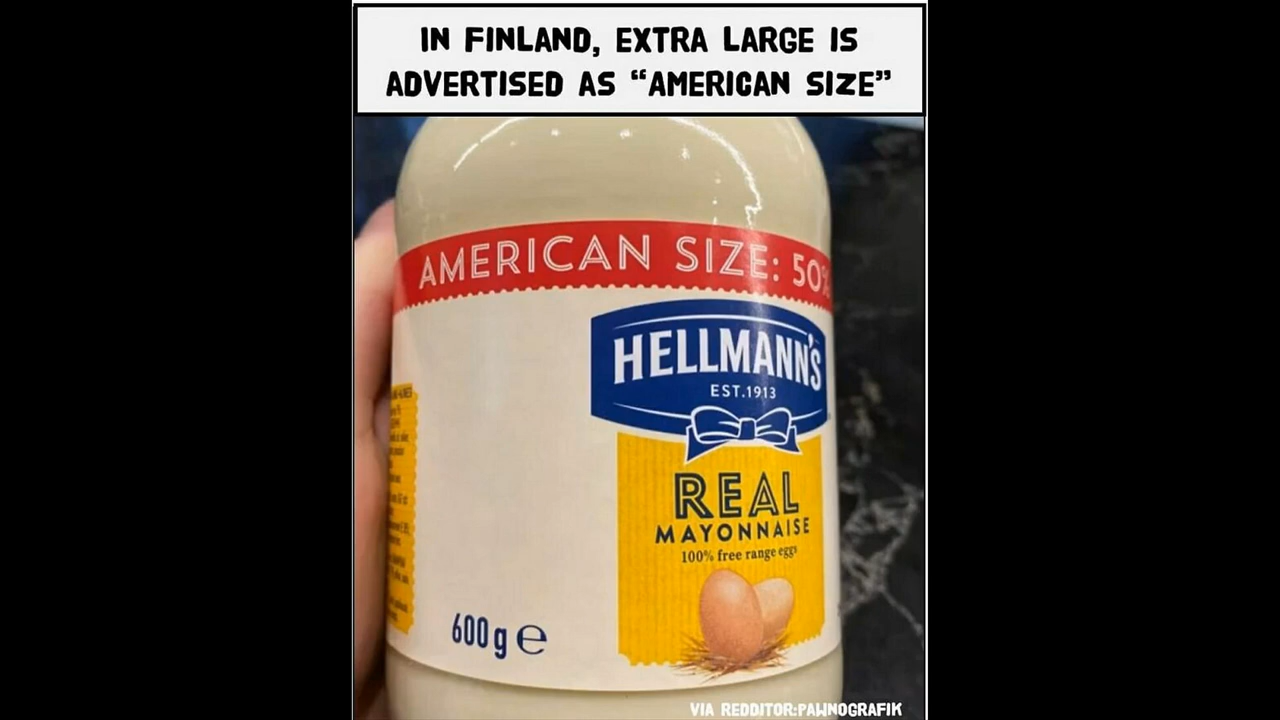 IN FINLAND, EXTRA LARGE IS
ADVERTISED AS “AMERICAN SIZE”
AMERICAN SIZE: 50%
HELLMANN'S
EST.1913
REAL
MAYONNAISE
100% free range eggs
600 g e
VIA REDDITOR:PAWNOGRAFIK